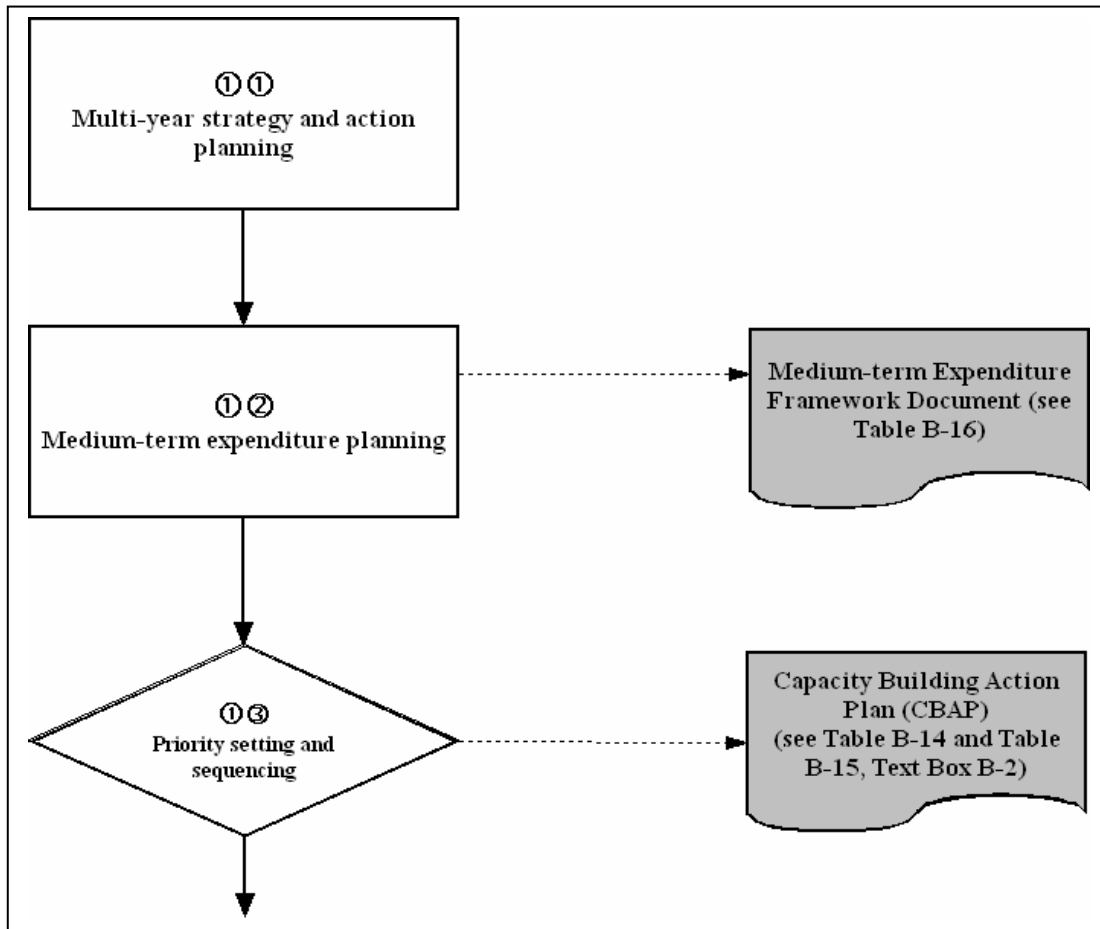 ①①
Multi-year strategy and action
planning
①②
Medium-term expenditure planning
Medium-term Expenditure
Framework Document (see
Table B-16)
①③
Priority setting and
sequencing
Capacity Building Action
Plan (CBAP)
(see Table B-14 and Table
B-15, Text Box B-2)